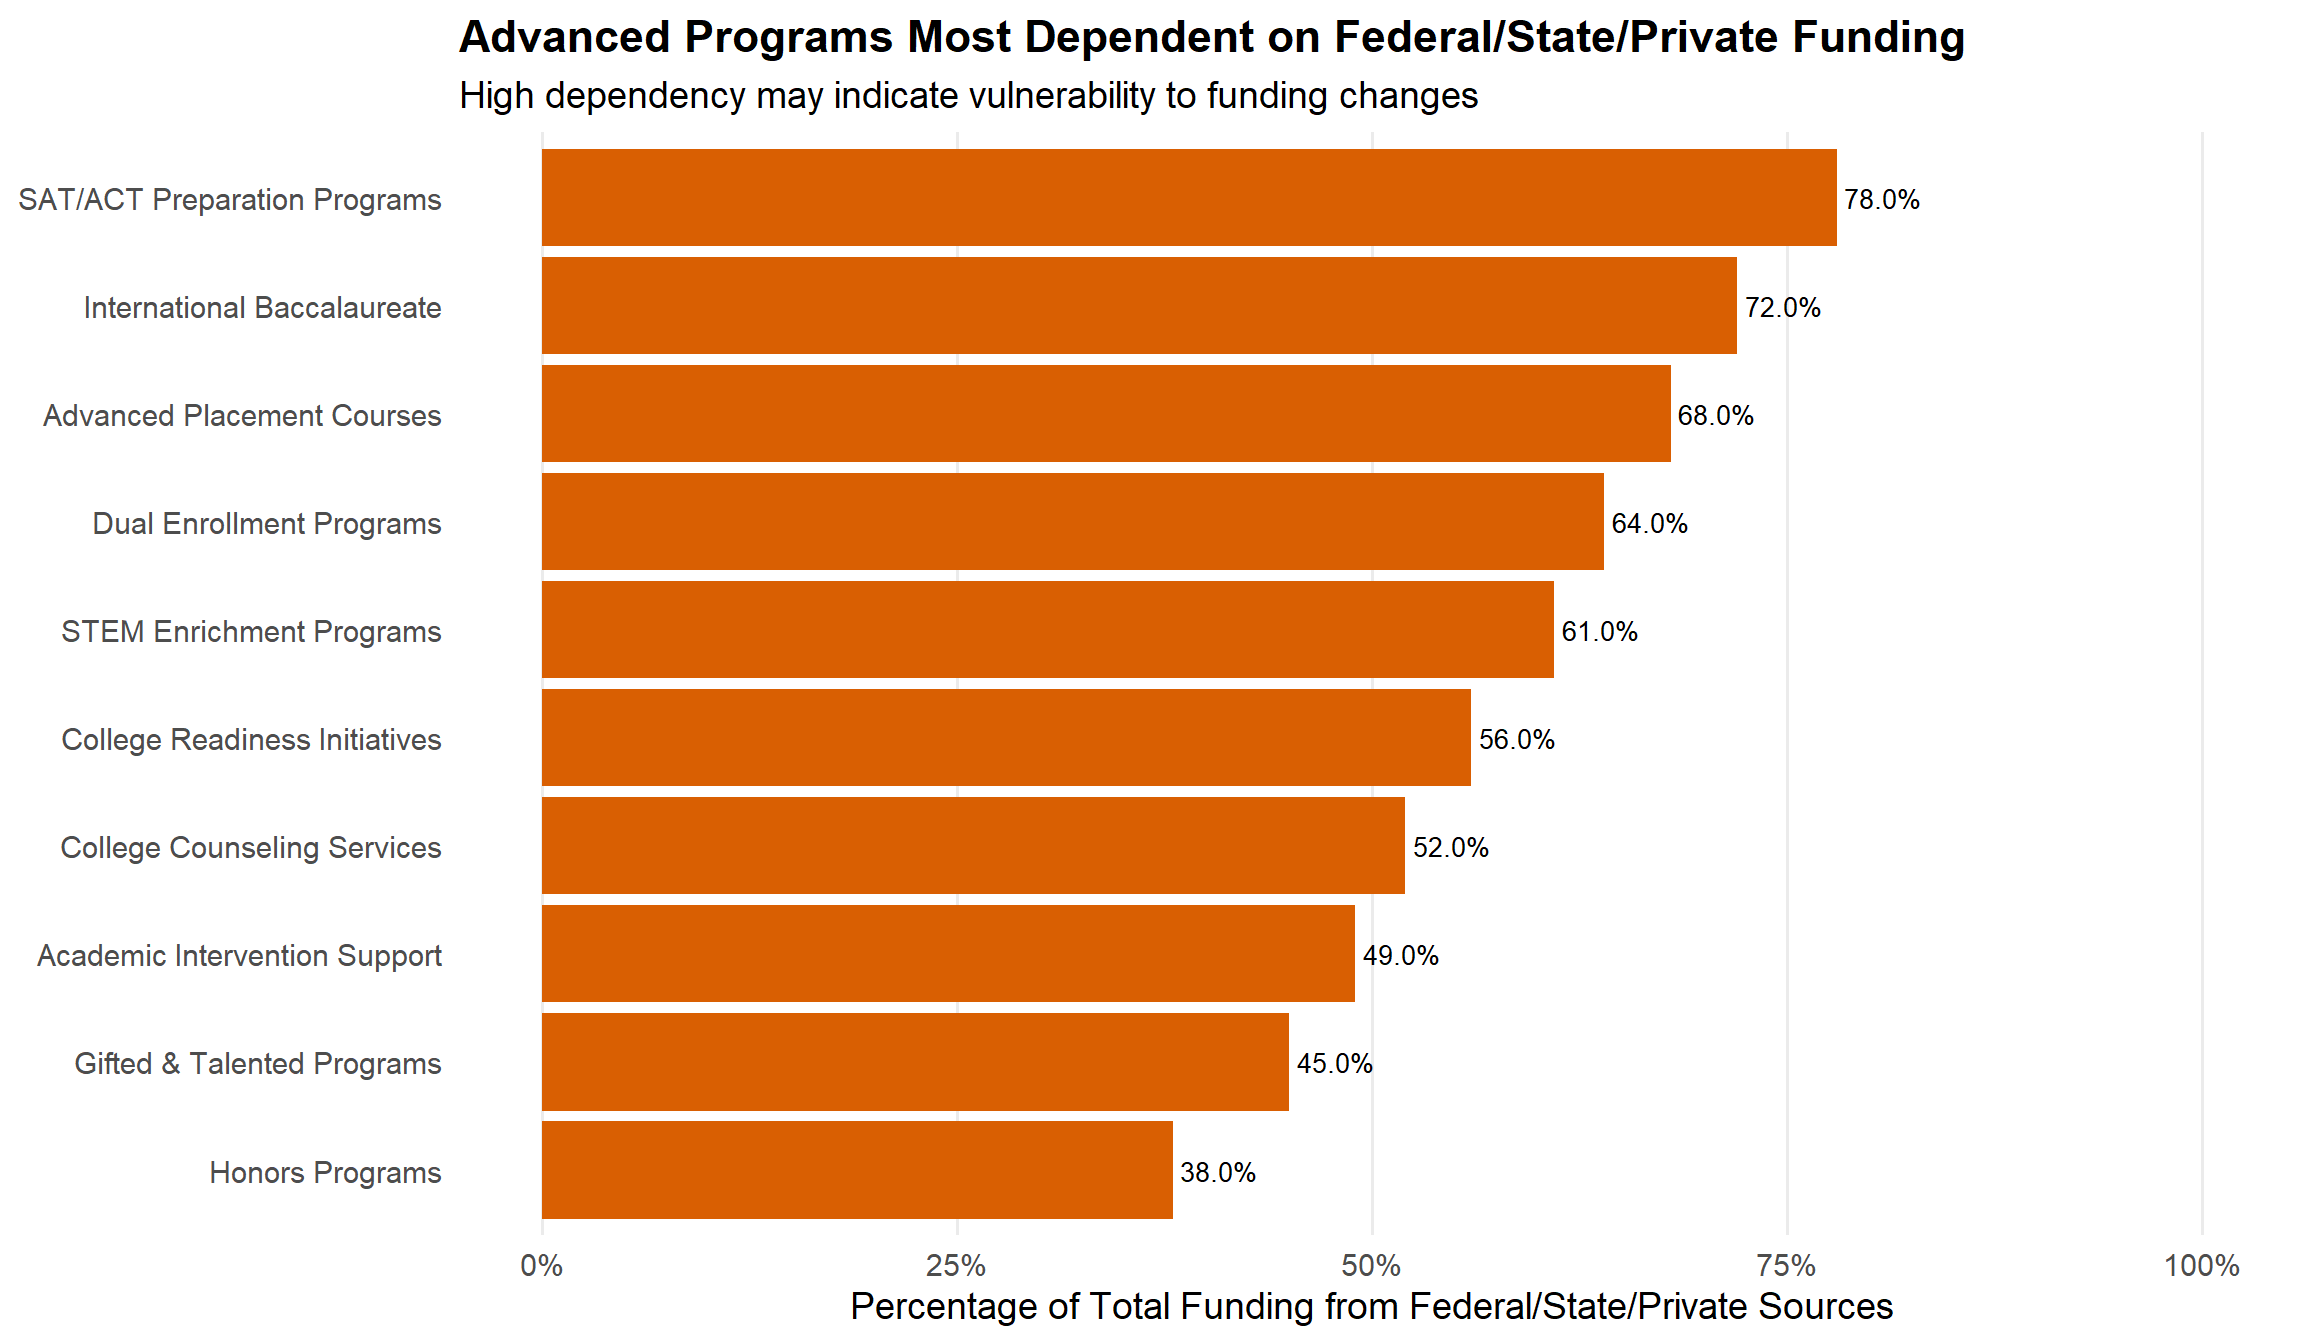 Advanced Programs Most Dependent on Federal/State/Private Funding
High dependency may indicate vulnerability to funding changes
SAT/ACT Preparation Programs 78.0%
International Baccalaureate 72.0%
Advanced Placement Courses 68.0%
Dual Enrollment Programs 64.0%
STEM Enrichment Programs 61.0%
College Readiness Initiatives 56.0%
College Counseling Services 52.0%
Academic Intervention Support 49.0%
Gifted & Talented Programs 45.0%
Honors Programs 38.0%
0% 25% 50% 75% 100%
Percentage of Total Funding from Federal/State/Private Sources